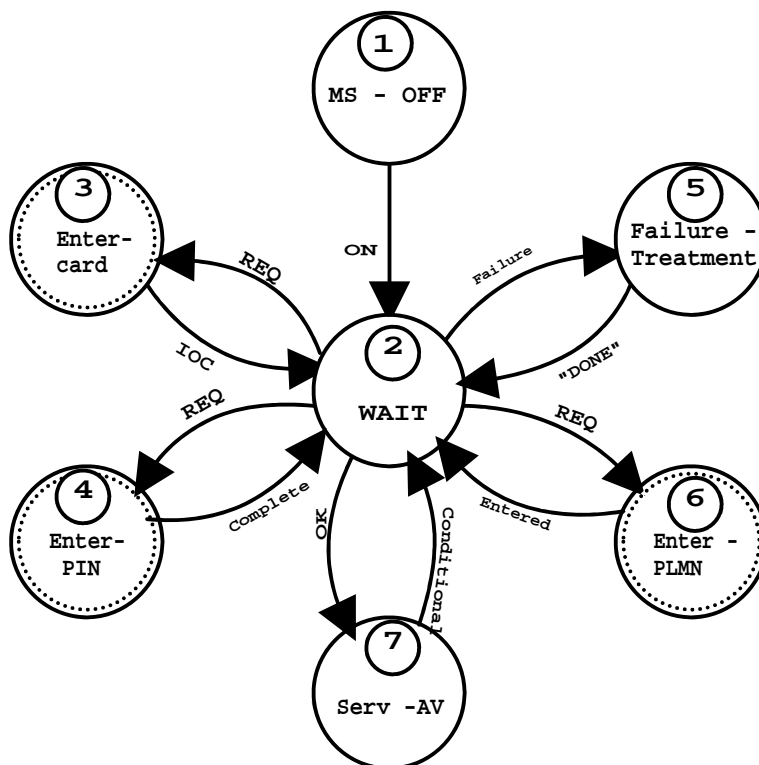 1
MS - OFF
3
Enter-
card
5
Failure -
Treatment
ON
REQ
Failure
IOC
"DONE"
2
WAIT
REQ
REQ
4
Enter-
PIN
Complete
OK
Conditional
Entered
6
Enter -
PLMN
7
Serv -AV